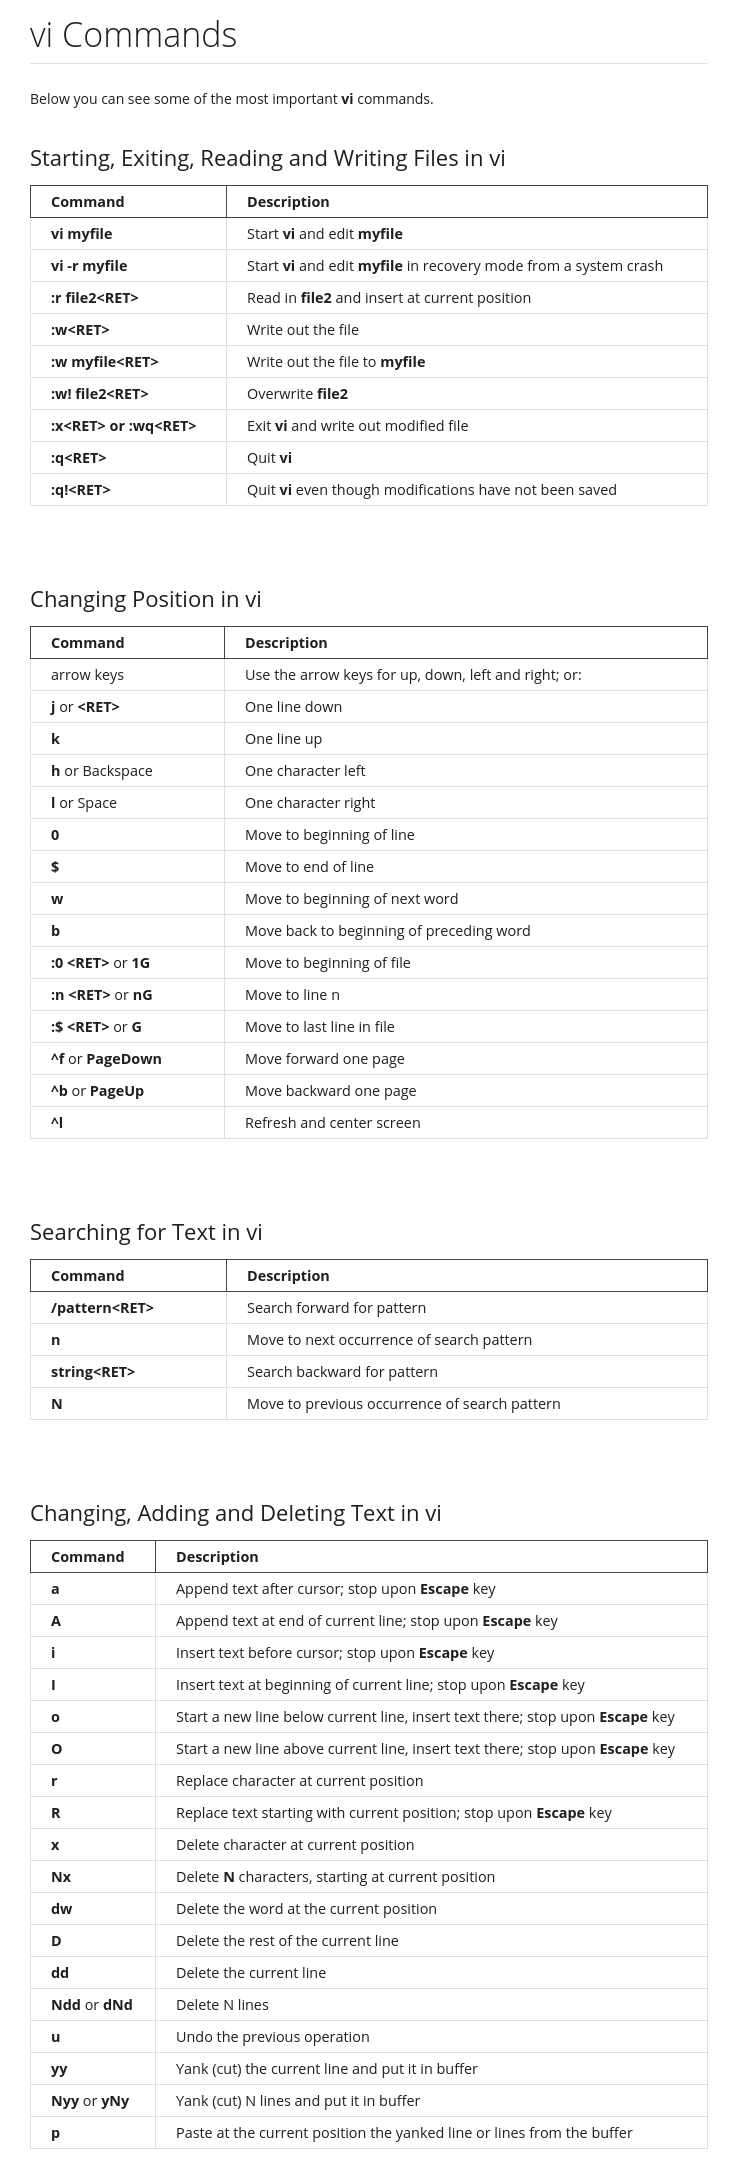 vi Commands
Below you can see some of the most important vi commands.
Starting, Exiting, Reading and Writing Files in vi
Command Description
vi myfile Start vi and edit myfile
vi -r myfile Start vi and edit myfile in recovery mode from a system crash
:r file2<RET> Read in file2 and insert at current position
:w<RET> Write out the file
:w myfile<RET> Write out the file to myfile
:w! file2<RET> Overwrite file2
:x<RET> or :wq<RET> Exit vi and write out modified file
:q<RET> Quit vi
:q!<RET> Quit vi even though modifications have not been saved
Changing Position in vi
Command Description
arrow keys Use the arrow keys for up, down, left and right; or:
j or <RET> One line down
k One line up
h or Backspace One character left
l or Space One character right
0 Move to beginning of line
$ Move to end of line
w Move to beginning of next word
b Move back to beginning of preceding word
:0 <RET> or 1G Move to beginning of file
:n <RET> or nG Move to line n
:$ <RET> or G Move to last line in file
^f or PageDown Move forward one page
^b or PageUp Move backward one page
^l Refresh and center screen
Searching for Text in vi
Command Description
/pattern<RET> Search forward for pattern
n Move to next occurrence of search pattern
string<RET> Search backward for pattern
N Move to previous occurrence of search pattern
Changing, Adding and Deleting Text in vi
Command Description
a Append text after cursor; stop upon Escape key
A Append text at end of current line; stop upon Escape key
i Insert text before cursor; stop upon Escape key
I Insert text at beginning of current line; stop upon Escape key
o Start a new line below current line, insert text there; stop upon Escape key
O Start a new line above current line, insert text there; stop upon Escape key
r Replace character at current position
R Replace text starting with current position; stop upon Escape key
x Delete character at current position
Nx Delete N characters, starting at current position
dw Delete the word at the current position
D Delete the rest of the current line
dd Delete the current line
Ndd or dNd Delete N lines
u Undo the previous operation
yy Yank (cut) the current line and put it in buffer
Nyy or yNy Yank (cut) N lines and put it in buffer
p Paste at the current position the yanked line or lines from the buffer